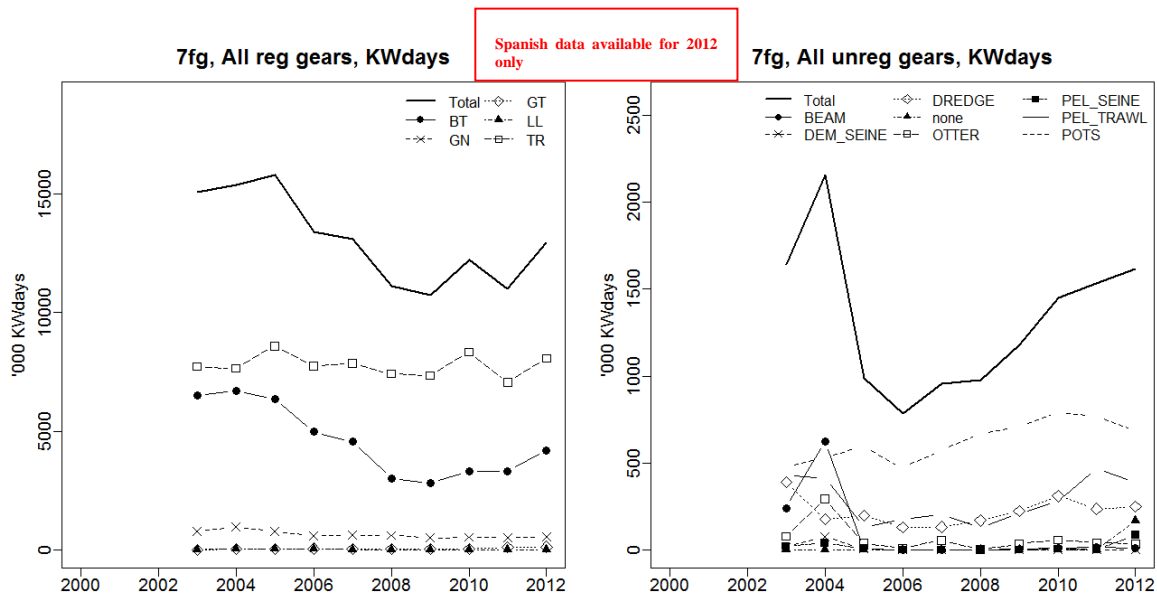 Spanish data available for 2012
only
7fg, All reg gears, KWdays
Total GT
BT LL
GN TR
'000 KWdays
15000
10000
5000
0
2000 2002 2004 2006 2008 2010 2012
7fg, All unreg gears, KWdays
Total DREDGE PEL_SEINE
BEAM none PEL_TRAWL
DEM_SEINE OTTER POTS
'000 KWdays
2500
2000
1500
1000
500
0
2000 2002 2004 2006 2008 2010 2012